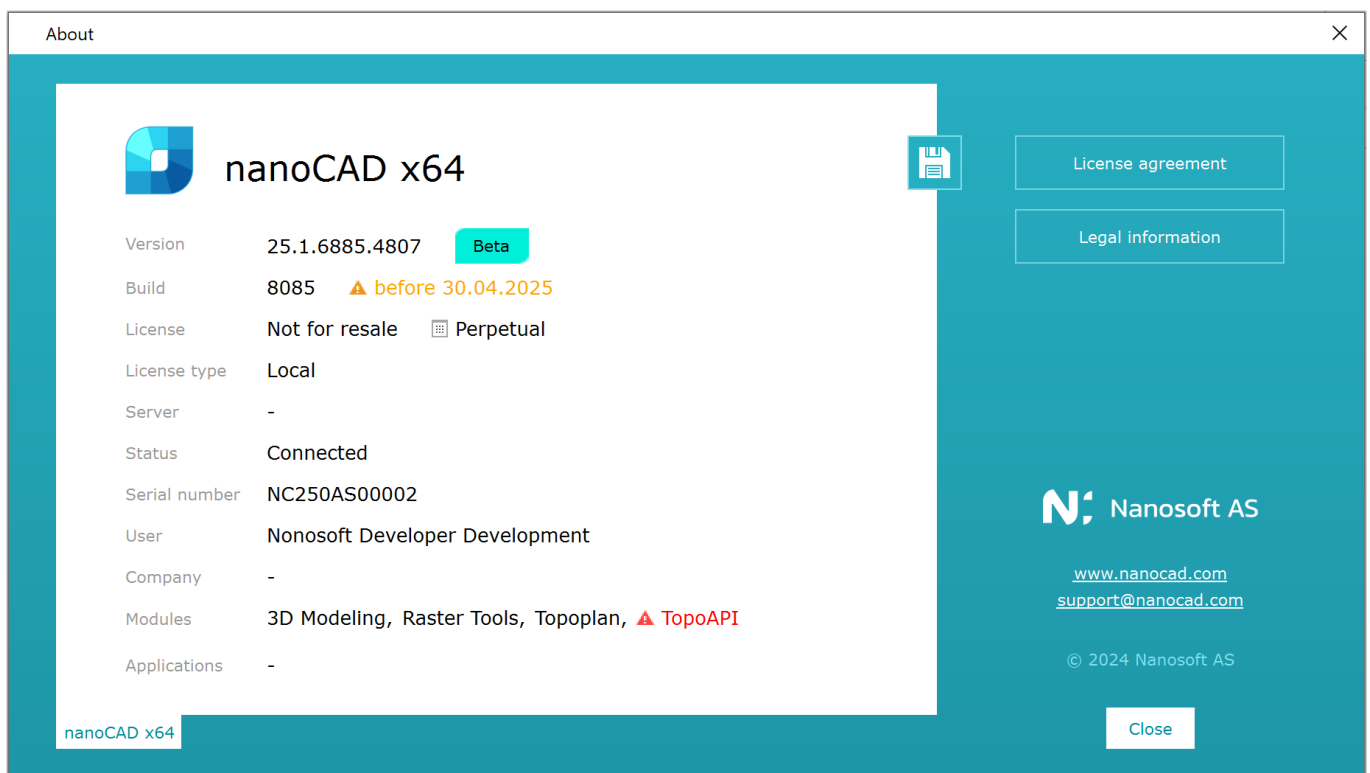 About
nanoCAD x64
Version 25.1.6885.4807 Beta
Build 8085 before 30.04.2025
License Not for resale Perpetual
License type Local
Server -
Status Connected
Serial number NC250AS00002
User Nonosoft Developer Development
Company -
Modules 3D Modeling, Raster Tools, Topoplan, TopoAPI
Applications -
nanoCAD x64
License agreement
Legal information
Nanosoft AS
www.nanocad.com
support@nanocad.com
© 2024 Nanosoft AS
Close